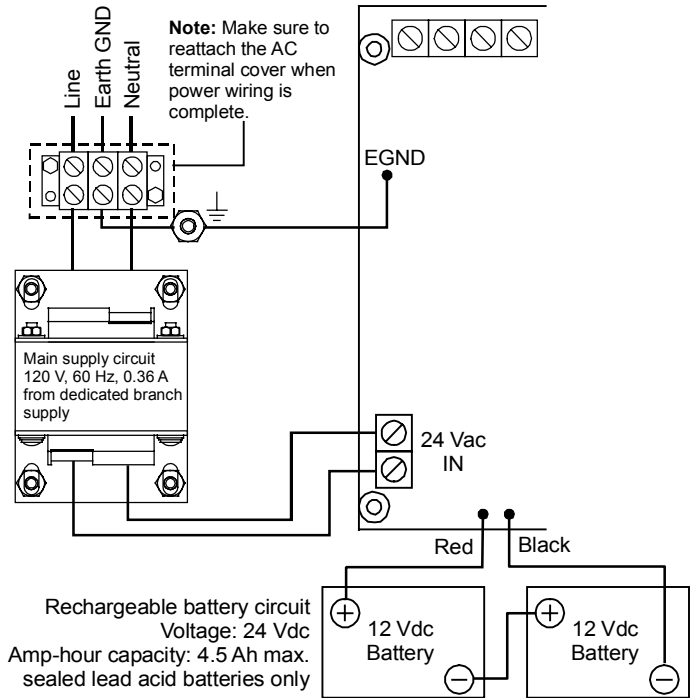 Line
Earth GND
Neutral
Note: Make sure to
reattach the AC
terminal cover when
power wiring is
complete.
EGND
Main supply circuit
120 V, 60 Hz, 0.36 A
from dedicated branch
supply
24 Vac
IN
Red
Black
Rechargeable battery circuit
Voltage: 24 Vdc
Amp-hour capacity: 4.5 Ah max.
sealed lead acid batteries only
12 Vdc
Battery
12 Vdc
Battery